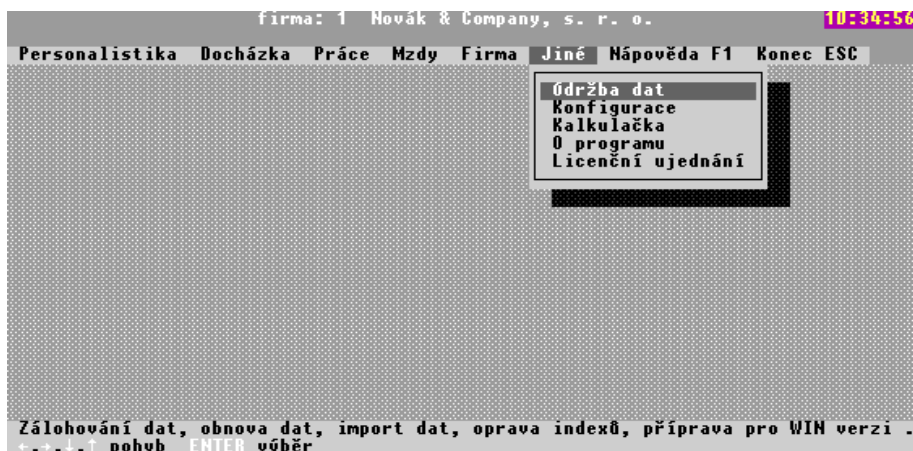 firma: 1 Novák & Company, s. r. o. 10:34:56
Personalistika Docházka Práce Mzdy Firma Jiné Nápověda F1 Konec ESC
Údržba dat
Konfigurace
Kalkulačka
O programu
Licenční ujednání
Zálohování dat, obnova dat, import dat, oprava indexů, příprava pro WIN verzi .
←.→.↓.↑ pohyb ENTER výběr